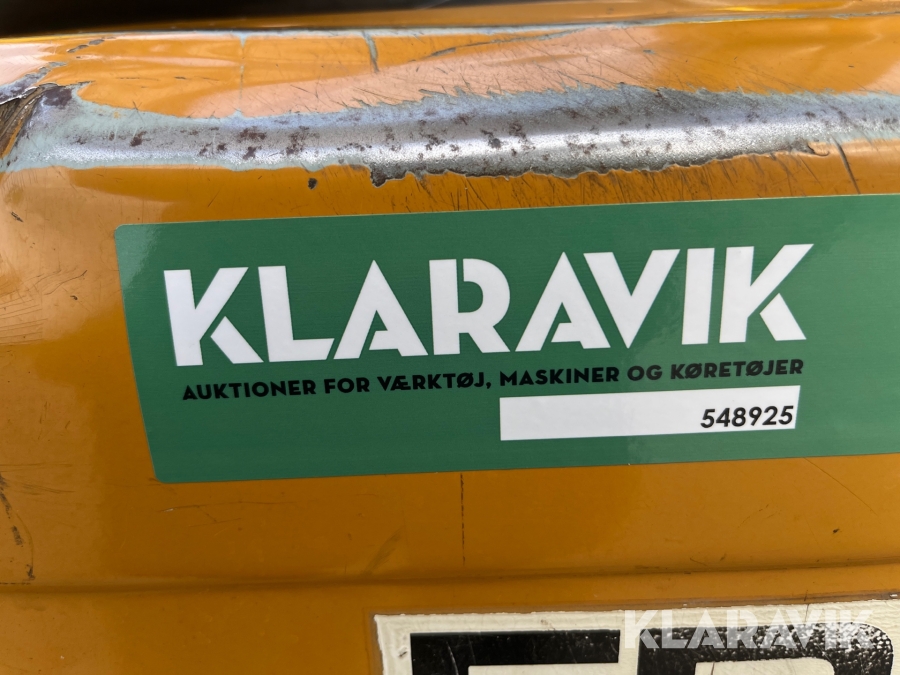 KLARAVIK
AUKTIONER FOR VÆRKTØJ, MASKINER OG KØRETØJER
548925
KLARAVIK